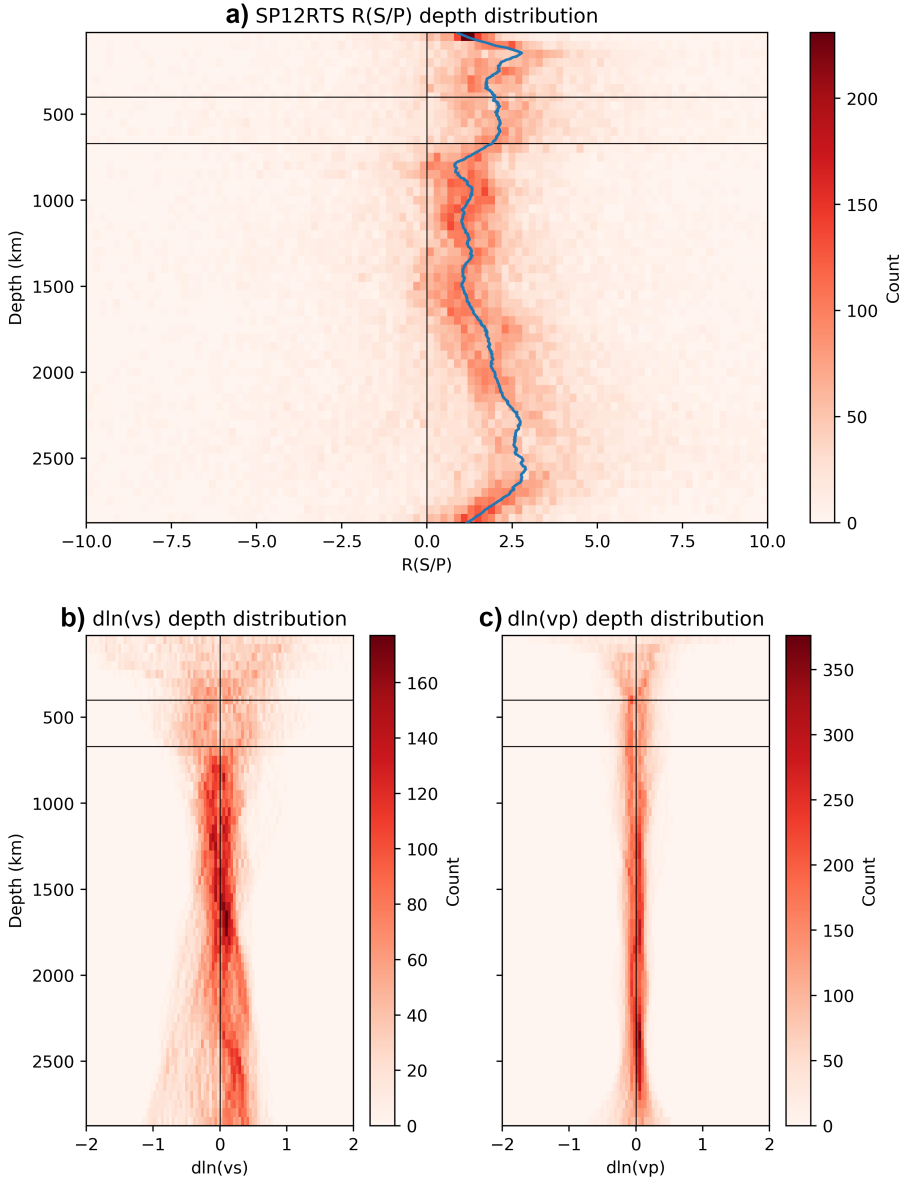 a) SP12RTS R(S/P) depth distribution
500
1000
1500
2000
2500
Depth (km)
−10.0 −7.5 −5.0 −2.5 0.0 2.5 5.0 7.5 10.0
R(S/P)
200
150
100
50
0
Count
b) dln(vs) depth distribution
500
1000
1500
2000
2500
Depth (km)
−2 −1 0 1 2
dln(vs)
160
140
120
100
80
60
40
20
0
Count
c) dln(vp) depth distribution
−2 −1 0 1 2
dln(vp)
350
300
250
200
150
100
50
0
Count